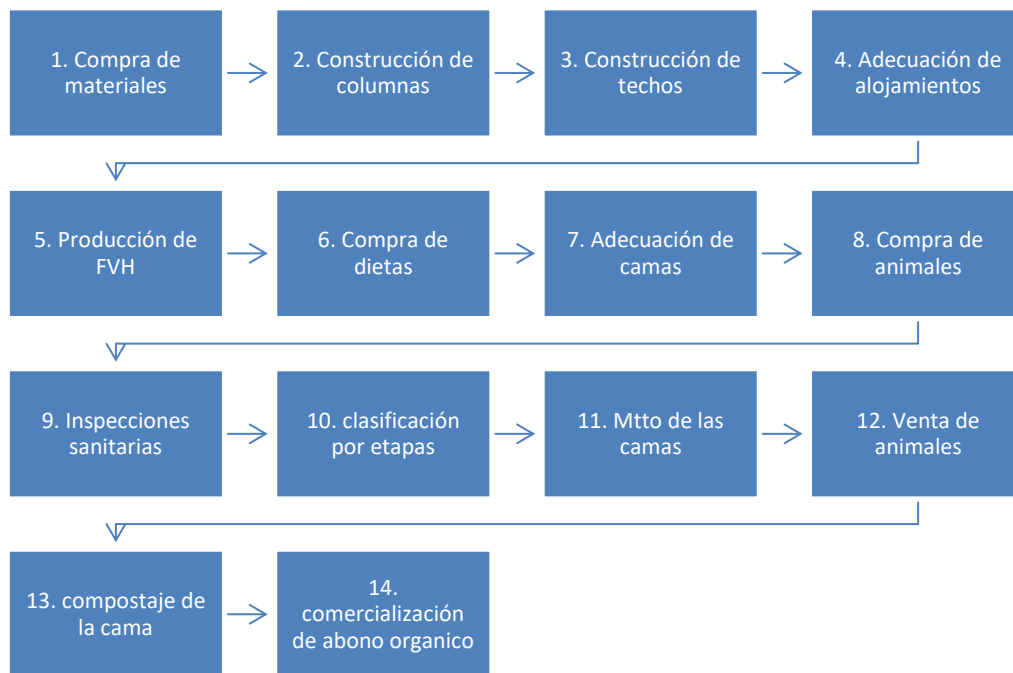 1. Compra de
materiales
2. Construcción de
columnas
3. Construcción de
techos
4. Adecuación de
alojamientos
5. Producción de
FVH
6. Compra de
dietas
7. Adecuación de
camas
8. Compra de
animales
9. Inspecciones
sanitarias
10. clasificación
por etapas
11. Mtto de las
camas
12. Venta de
animales
13. compostaje de
la cama
14.
comercialización
de abono organico